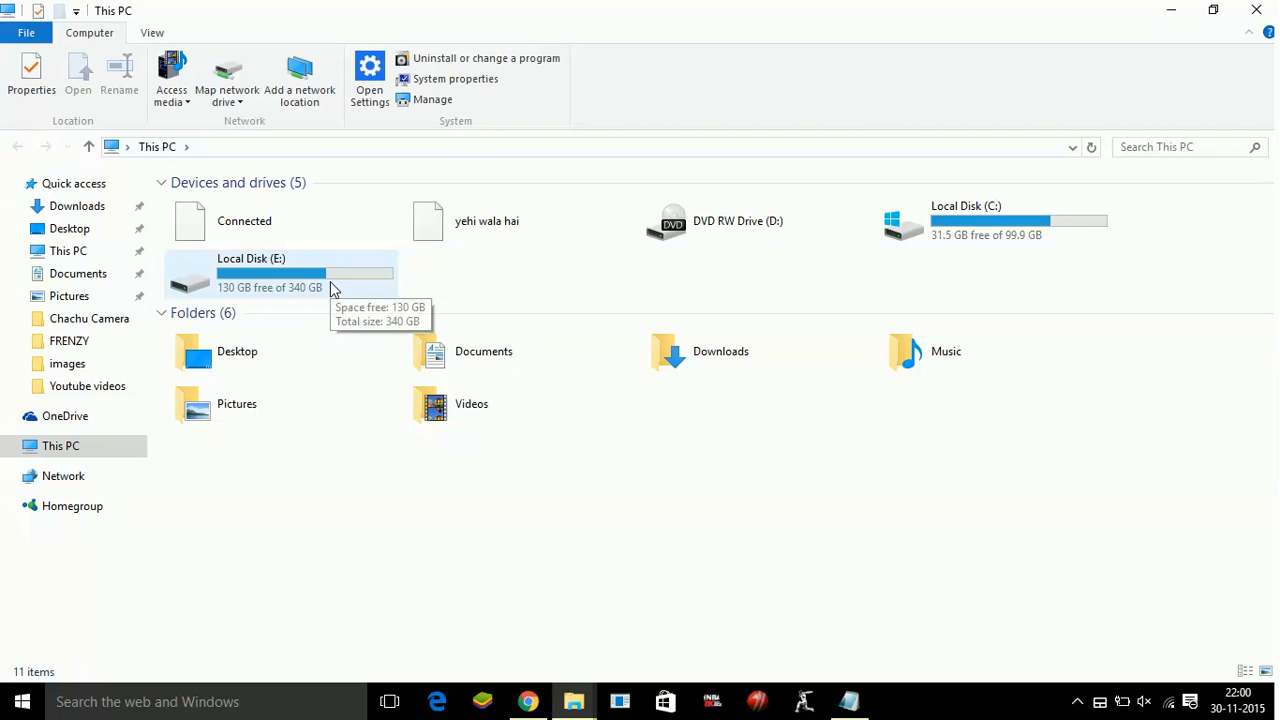 This PC
File Computer View
Properties Open Rename Access media Map network drive Add a network location Open Settings Uninstall or change a program
System properties
Manage
Location Network System
This PC Search This PC
Quick access
Downloads
Desktop
This PC
Documents
Pictures
Chachu Camera
FRENZY
images
Youtube videos
OneDrive
This PC
Network
Homegroup
Devices and drives (5)
Connected
yehi wala hai
DVD
DVD RW Drive (D:)
Local Disk (C:)
31.5 GB free of 99.9 GB
Local Disk (E:)
130 GB free of 340 GB
Space free: 130 GB
Total size: 340 GB
Folders (6)
Desktop
Documents
Downloads
Music
Pictures
Videos
11 items
Search the web and Windows
22:00
30-11-2015